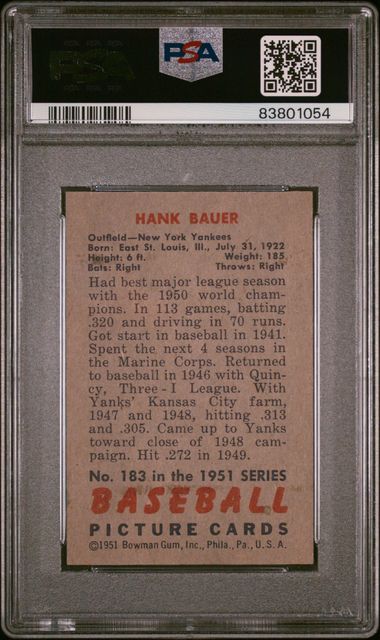 PSA
PSA
83801054
HANK BAUER
Outfield—New York Yankees
Born: East St. Louis, Ill., July 31, 1922
Height: 6 ft. Weight: 185
Bats: Right Throws: Right
Had best major league season
with the 1950 world cham-
pions. In 113 games, batting
.320 and driving in 70 runs.
Got start in baseball in 1941.
Spent the next 4 seasons in
the Marine Corps. Returned
to baseball in 1946 with Quin-
cy, Three-I League. With
Yanks' Kansas City farm,
1947 and 1948, hitting .313
and .305. Came up to Yanks
toward close of 1948 cam-
paign. Hit .272 in 1949.
No. 183 in the 1951 SERIES
BASEBALL
PICTURE CARDS
©1951 Bowman Gum, Inc., Phila., Pa., U.S.A.